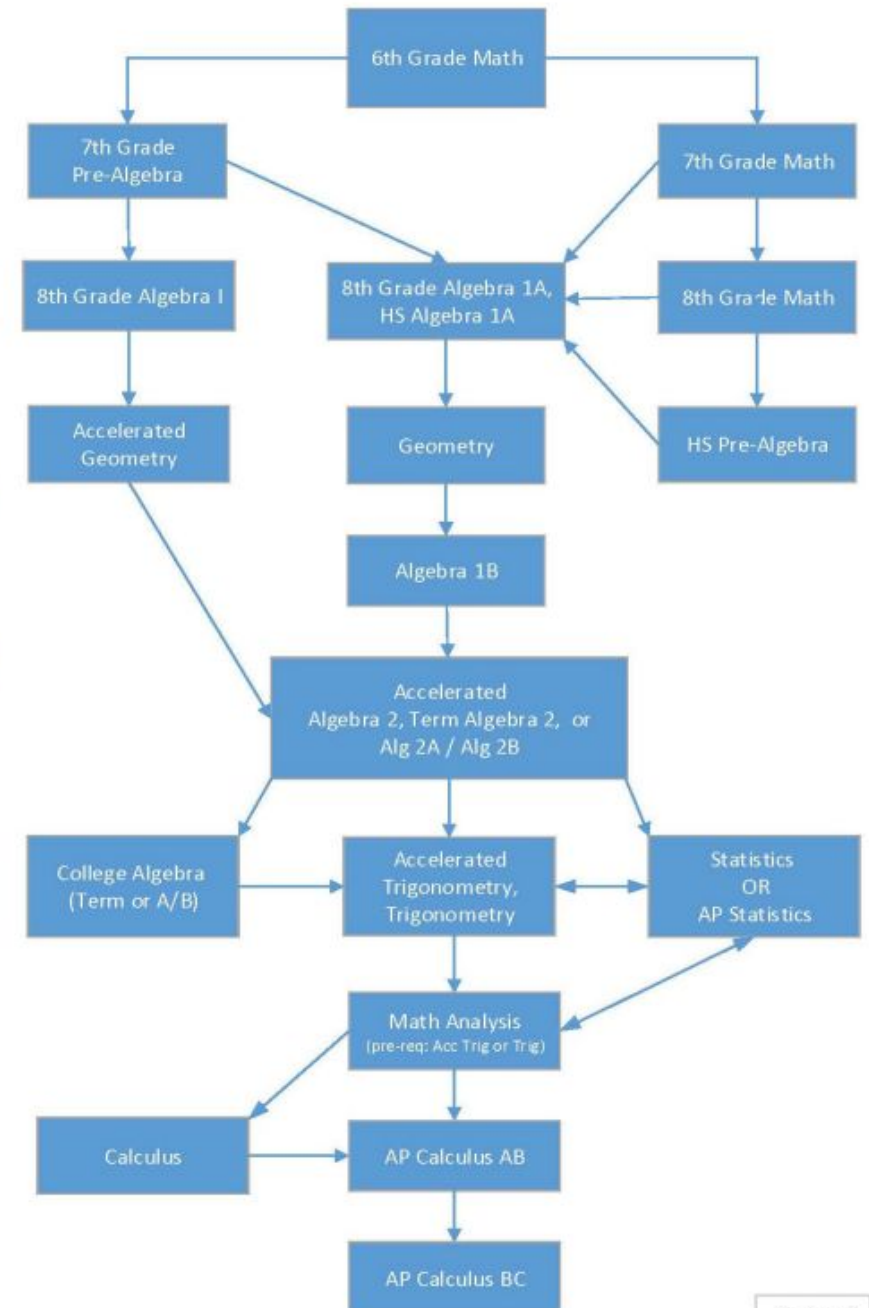 6th Grade Math
7th Grade
Pre-Algebra
7th Grade Math
8th Grade Algebra I
8th Grade Algebra 1A,
HS Algebra 1A
8th Grade Math
Accelerated
Geometry
Geometry
HS Pre-Algebra
Algebra 1B
Accelerated
Algebra 2, Term Algebra 2, or
Alg 2A / Alg 2B
College Algebra
(Term or A/B)
Accelerated
Trigonometry,
Trigonometry
Statistics
OR
AP Statistics
Math Analysis
(pre-req: Acc Trig or Trig)
Calculus
AP Calculus AB
AP Calculus BC